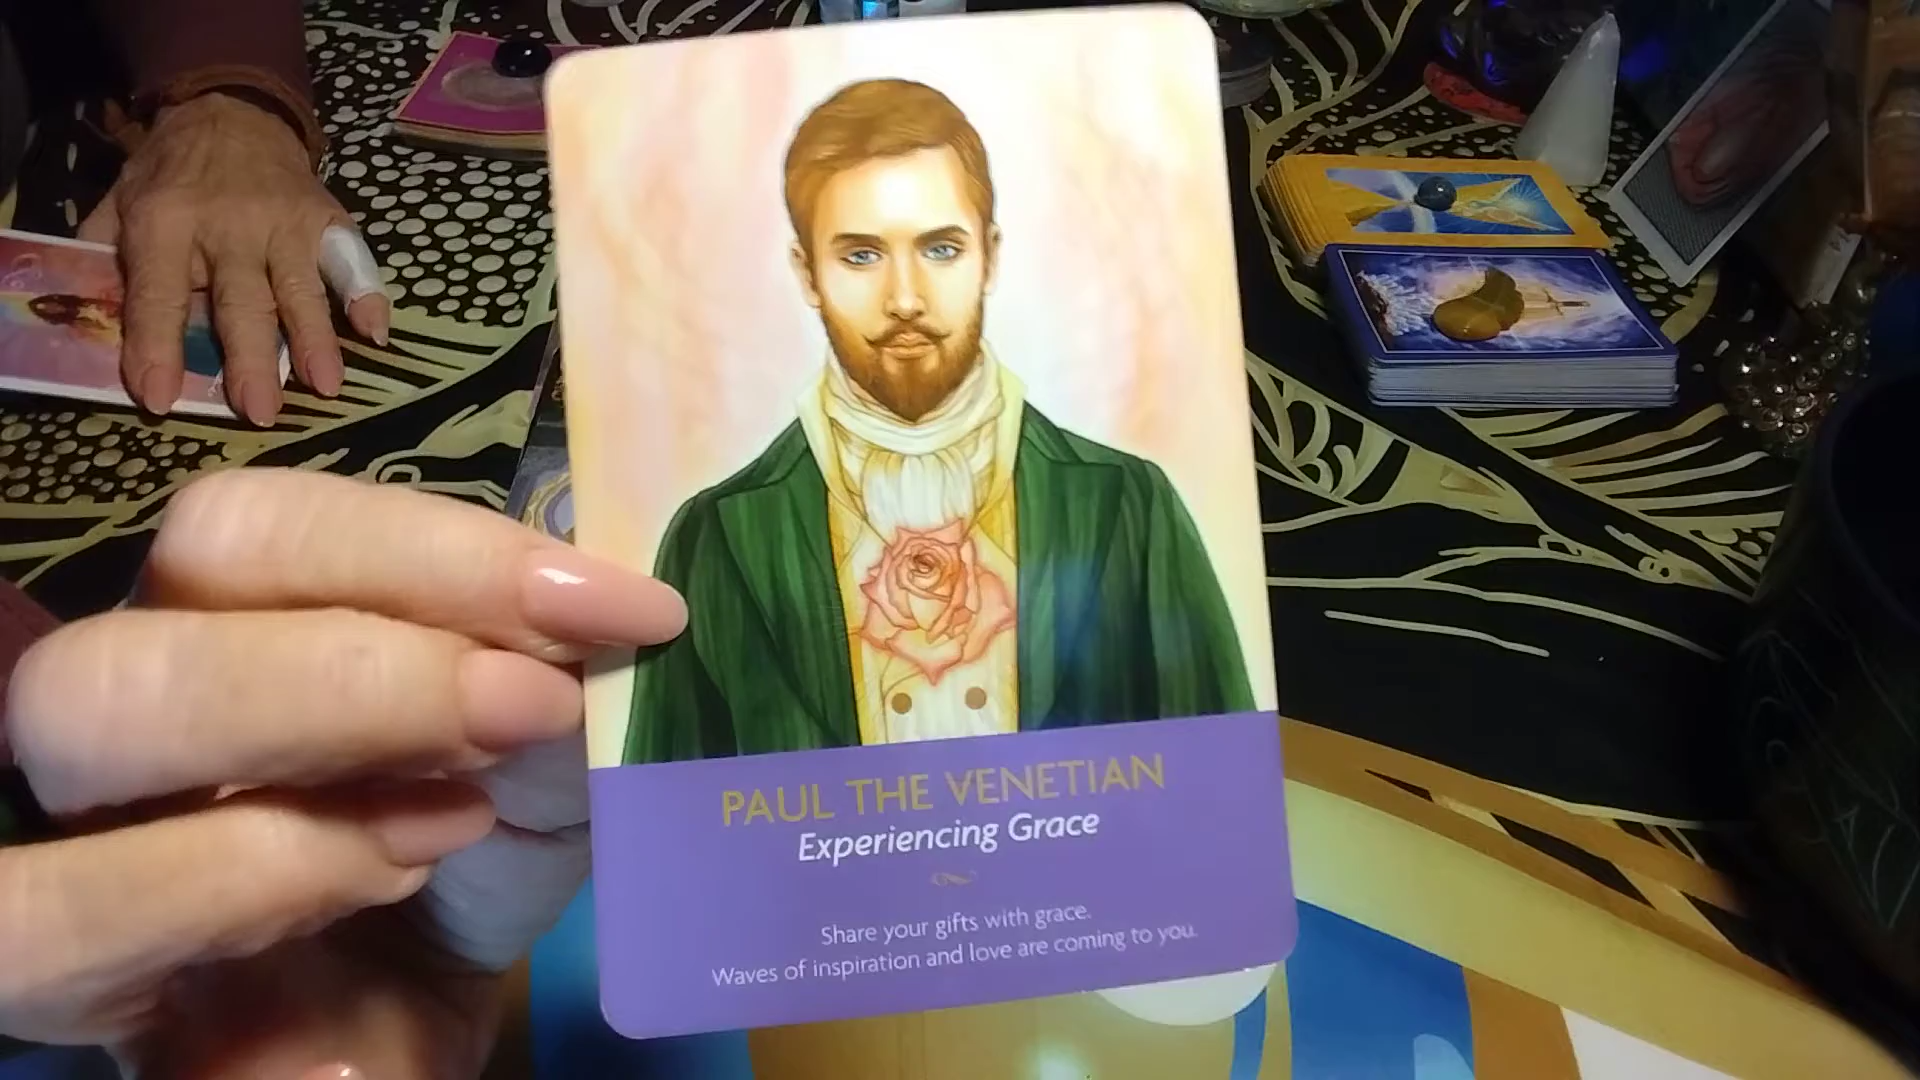 PAUL THE VENETIAN
Experiencing Grace
Share your gifts with grace.
Waves of inspiration and love are coming to you.